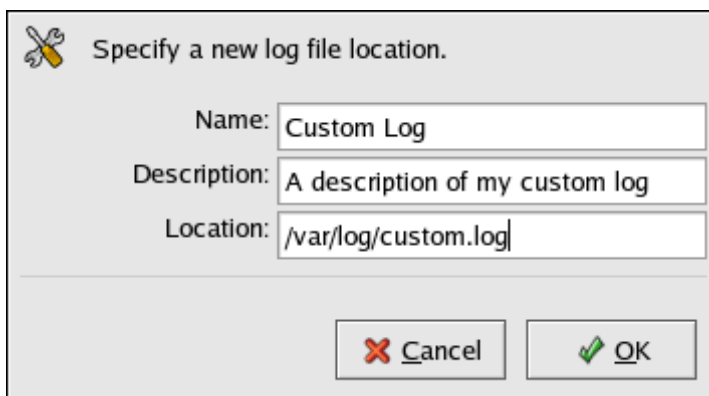 Specify a new log file location.
Name: Custom Log
Description: A description of my custom log
Location: /var/log/custom.log
Cancel OK